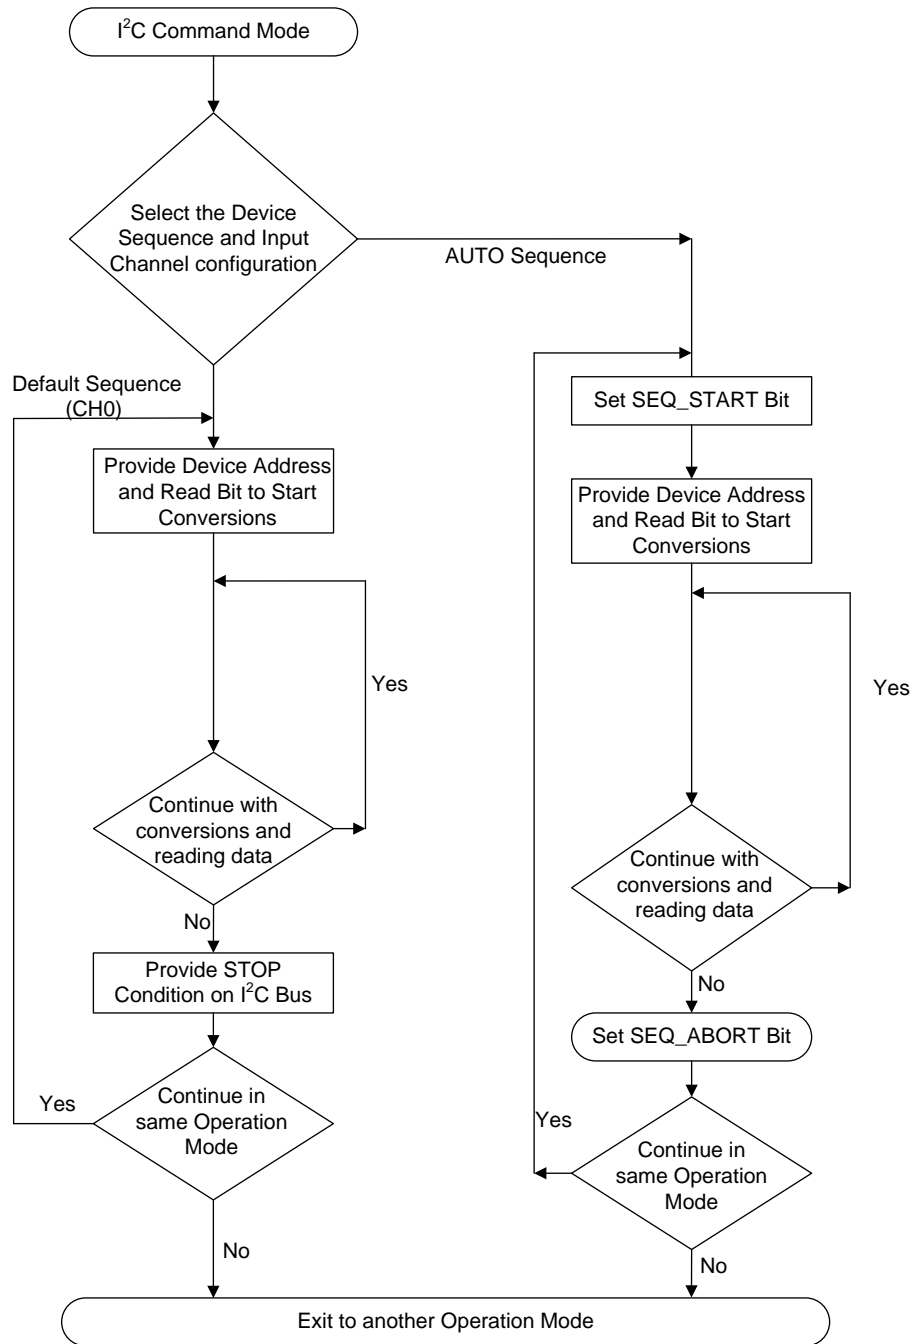 I²C Command Mode
Select the Device
Sequence and Input
Channel configuration
AUTO Sequence
Default Sequence
(CH0)
Provide Device Address
and Read Bit to Start
Conversions
Yes
Continue with
conversions and
reading data
No
Provide STOP
Condition on I²C Bus
Yes
Continue in
same Operation
Mode
No
Set SEQ_START Bit
Provide Device Address
and Read Bit to Start
Conversions
Yes
Continue with
conversions and
reading data
No
Set SEQ_ABORT Bit
Yes
Continue in
same Operation
Mode
No
Exit to another Operation Mode